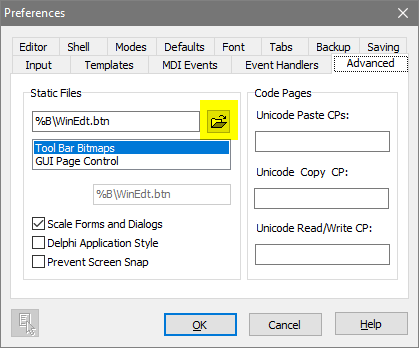 Preferences
Editor Shell Modes Defaults Font Tabs Backup Saving
Input Templates MDI Events Event Handlers Advanced
Static Files
%B\WinEdt.btn
Tool Bar Bitmaps
GUI Page Control
%B\WinEdt.btn
Scale Forms and Dialogs
Delphi Application Style
Prevent Screen Snap
Code Pages
Unicode Paste CPs:
Unicode Copy CP:
Unicode Read/Write CP:
OK Cancel Help